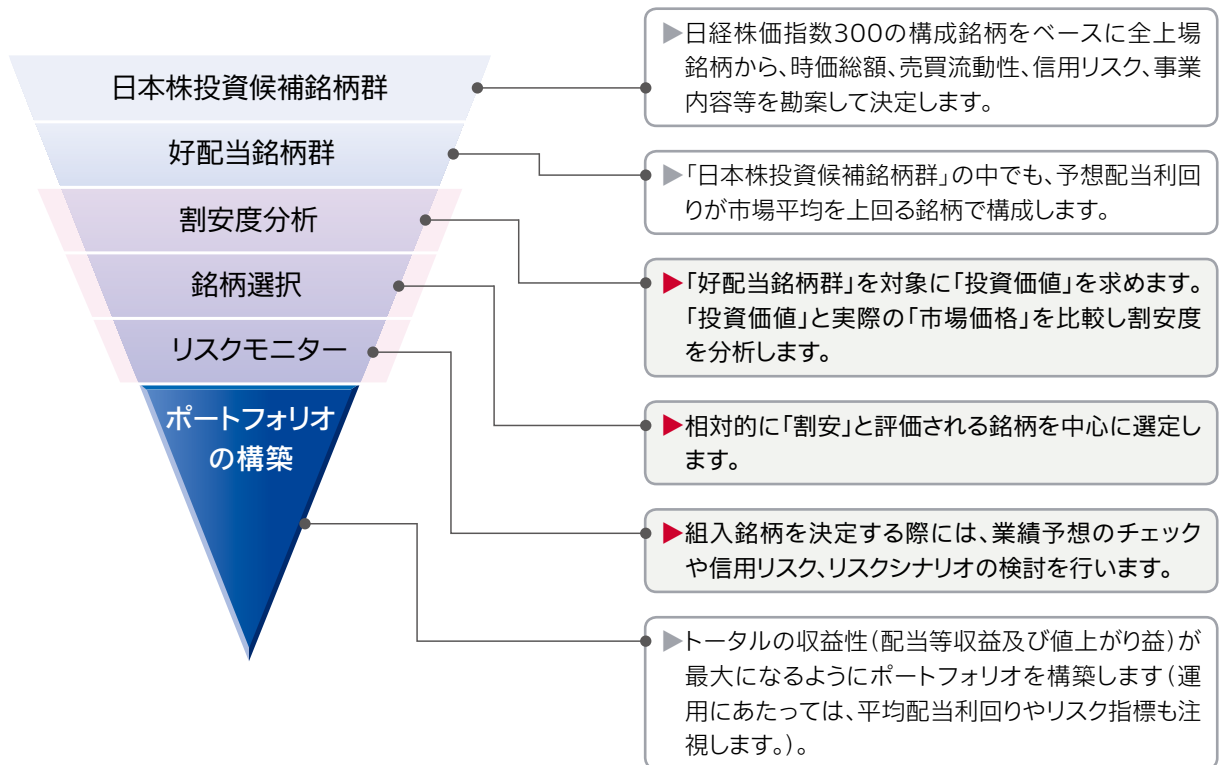 日本株投資候補銘柄群
好配当銘柄群
割安度分析
銘柄選択
リスクモニター
ポートフォリオ
の構築
▶日経株価指数300の構成銘柄をベースに全上場
銘柄から、時価総額、売買流動性、信用リスク、事業
内容等を勘案して決定します。
▶「日本株投資候補銘柄群」の中でも、予想配当利回
りが市場平均を上回る銘柄で構成します。
▶「好配当銘柄群」を対象に「投資価値」を求めます。
「投資価値」と実際の「市場価格」を比較し割安度
を分析します。
▶相対的に「割安」と評価される銘柄を中心に選定し
ます。
▶組入銘柄を決定する際には、業績予想のチェック
や信用リスク、リスクシナリオの検討を行います。
▶トータルの収益性(配当等収益及び値上がり益)が
最大になるようにポートフォリオを構築します(運
用にあたっては、平均配当利回りやリスク指標も注
視します。)。